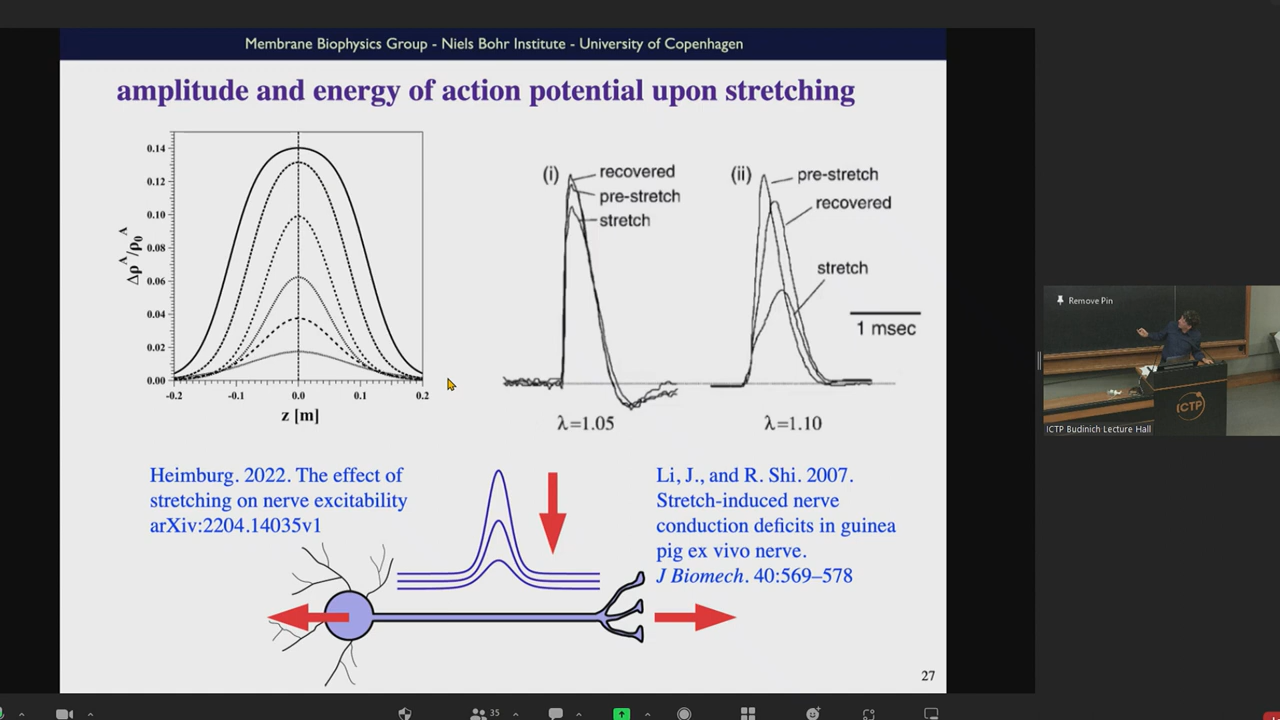 Membrane Biophysics Group - Niels Bohr Institute - University of Copenhagen
amplitude and energy of action potential upon stretching
0.14
0.12
0.10
0.08
0.06
0.04
0.02
0.00
-0.2
-0.1
0.0
0.1
0.2
Δρ^A/ρ₀^A
z [m]
(i)
recovered
pre-stretch
stretch
λ=1.05
(ii)
pre-stretch
recovered
stretch
1 msec
λ=1.10
Heimburg. 2022. The effect of
stretching on nerve excitability
arXiv:2204.14035v1
Li, J., and R. Shi. 2007.
Stretch-induced nerve
conduction deficits in guinea
pig ex vivo nerve.
J Biomech. 40:569–578
27
Remove Pin
ICTP
ICTP Budinich Lecture Hall
35